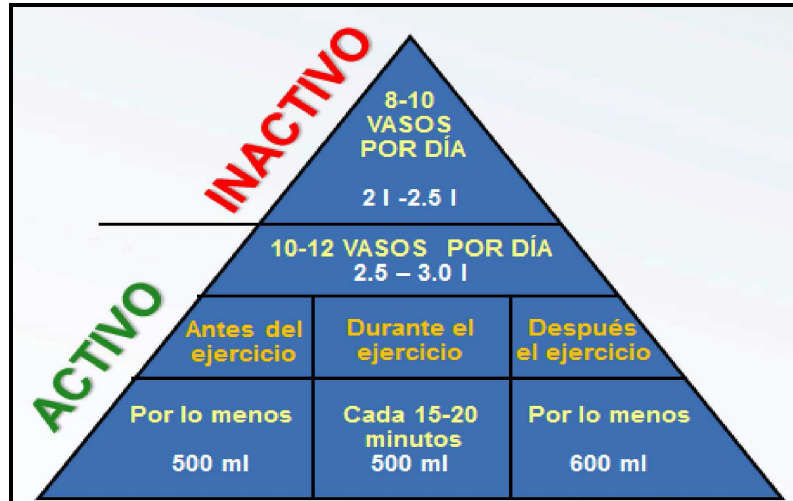 INACTIVO
8-10
VASOS
POR DÍA
2 l -2.5 l
ACTIVO
10-12 VASOS POR DÍA
2.5 – 3.0 l
Antes del
ejercicio
Durante el
ejercicio
Después
el ejercicio
Por lo menos
500 ml
Cada 15-20
minutos
500 ml
Por lo menos
600 ml